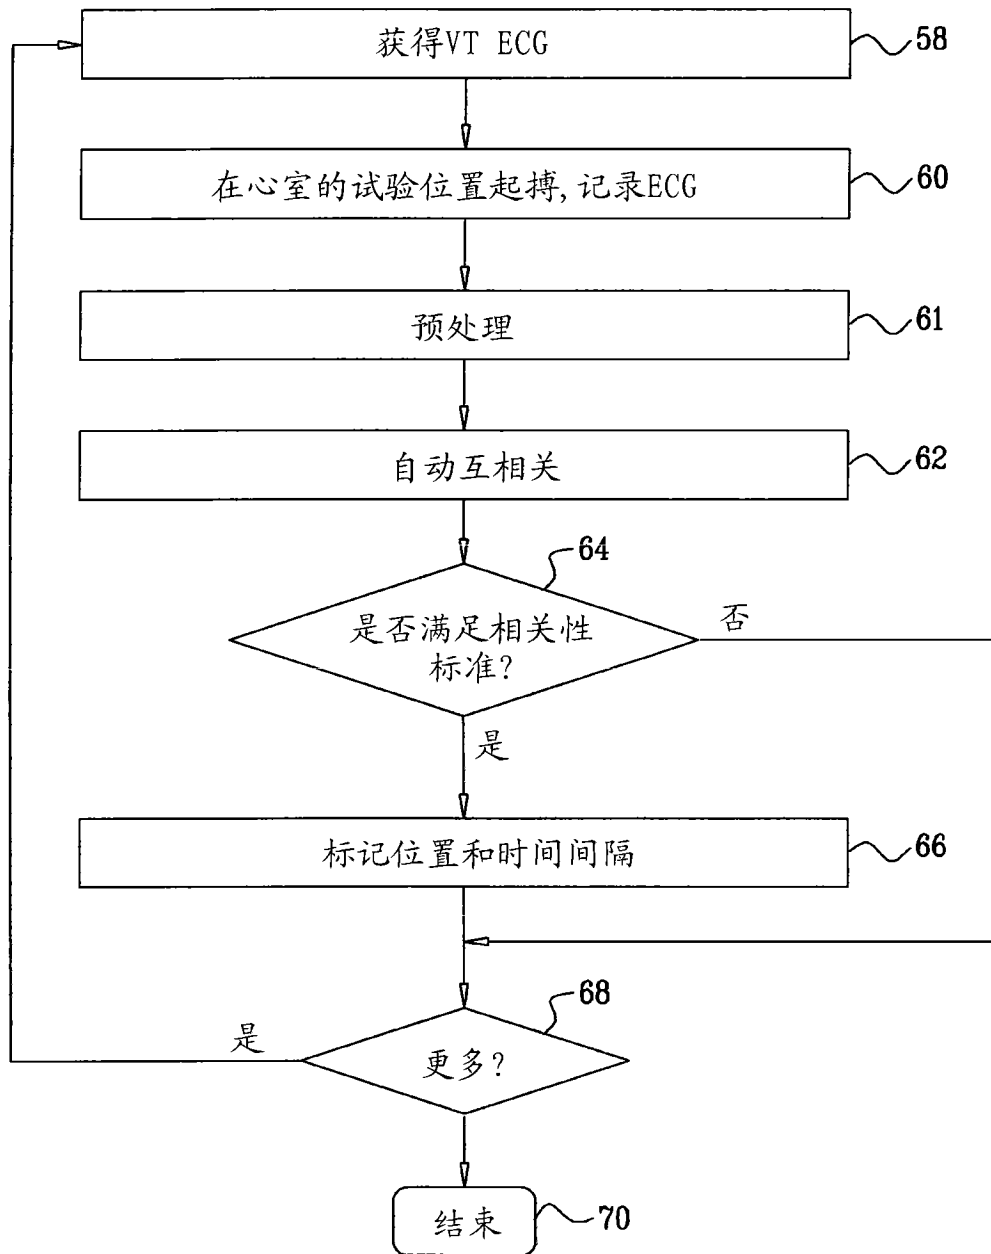 获得VT ECG
58
在心室的试验位置起搏,记录ECG
60
预处理
61
自动互相关
62
64
是否满足相关性
标准?
否
是
标记位置和时间间隔
66
68
是
更多?
结束
70